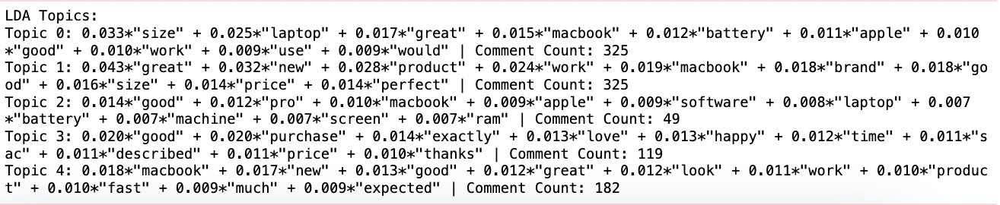 LDA Topics:
Topic 0: 0.033*"size" + 0.025*"laptop" + 0.017*"great" + 0.015*"macbook" + 0.012*"battery" + 0.011*"apple" + 0.010
*"good" + 0.010*"work" + 0.009*"use" + 0.009*"would" | Comment Count: 325
Topic 1: 0.043*"great" + 0.032*"new" + 0.028*"product" + 0.024*"work" + 0.019*"macbook" + 0.018*"brand" + 0.018*"go
od" + 0.016*"size" + 0.014*"price" + 0.014*"perfect" | Comment Count: 325
Topic 2: 0.014*"good" + 0.012*"pro" + 0.010*"macbook" + 0.009*"apple" + 0.009*"software" + 0.008*"laptop" + 0.007
*"battery" + 0.007*"machine" + 0.007*"screen" + 0.007*"ram" | Comment Count: 49
Topic 3: 0.020*"good" + 0.020*"purchase" + 0.014*"exactly" + 0.013*"love" + 0.013*"happy" + 0.012*"time" + 0.011*"s
ac" + 0.011*"described" + 0.011*"price" + 0.010*"thanks" | Comment Count: 119
Topic 4: 0.018*"macbook" + 0.017*"new" + 0.013*"good" + 0.012*"great" + 0.012*"look" + 0.011*"work" + 0.010*"produc
t" + 0.010*"fast" + 0.009*"much" + 0.009*"expected" | Comment Count: 182